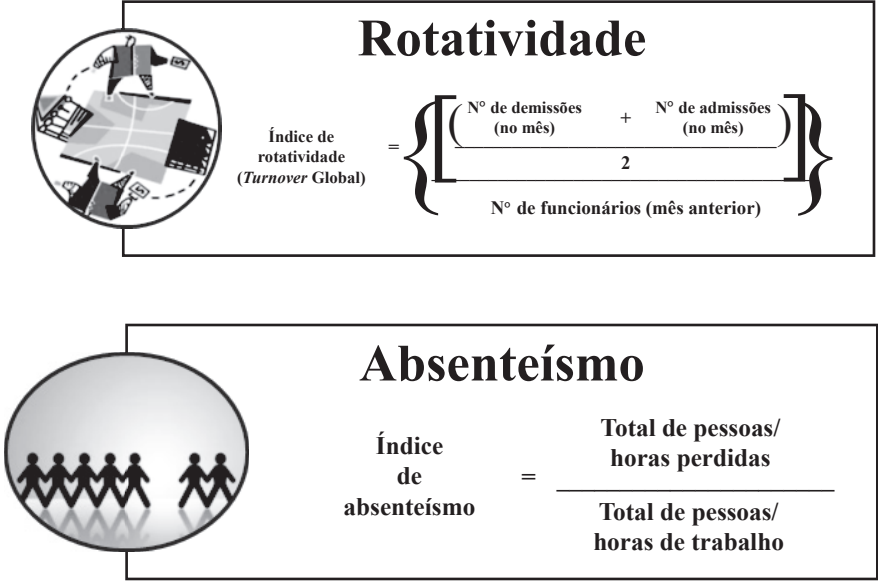 Rotatividade
Índice de
rotatividade
(Turnover Global)
=
{[( N° de demissões (no mês) + N° de admissões (no mês) )
2 ]
N° de funcionários (mês anterior) }
Absenteísmo
Índice
de
absenteísmo
=
Total de pessoas/
horas perdidas
Total de pessoas/
horas de trabalho